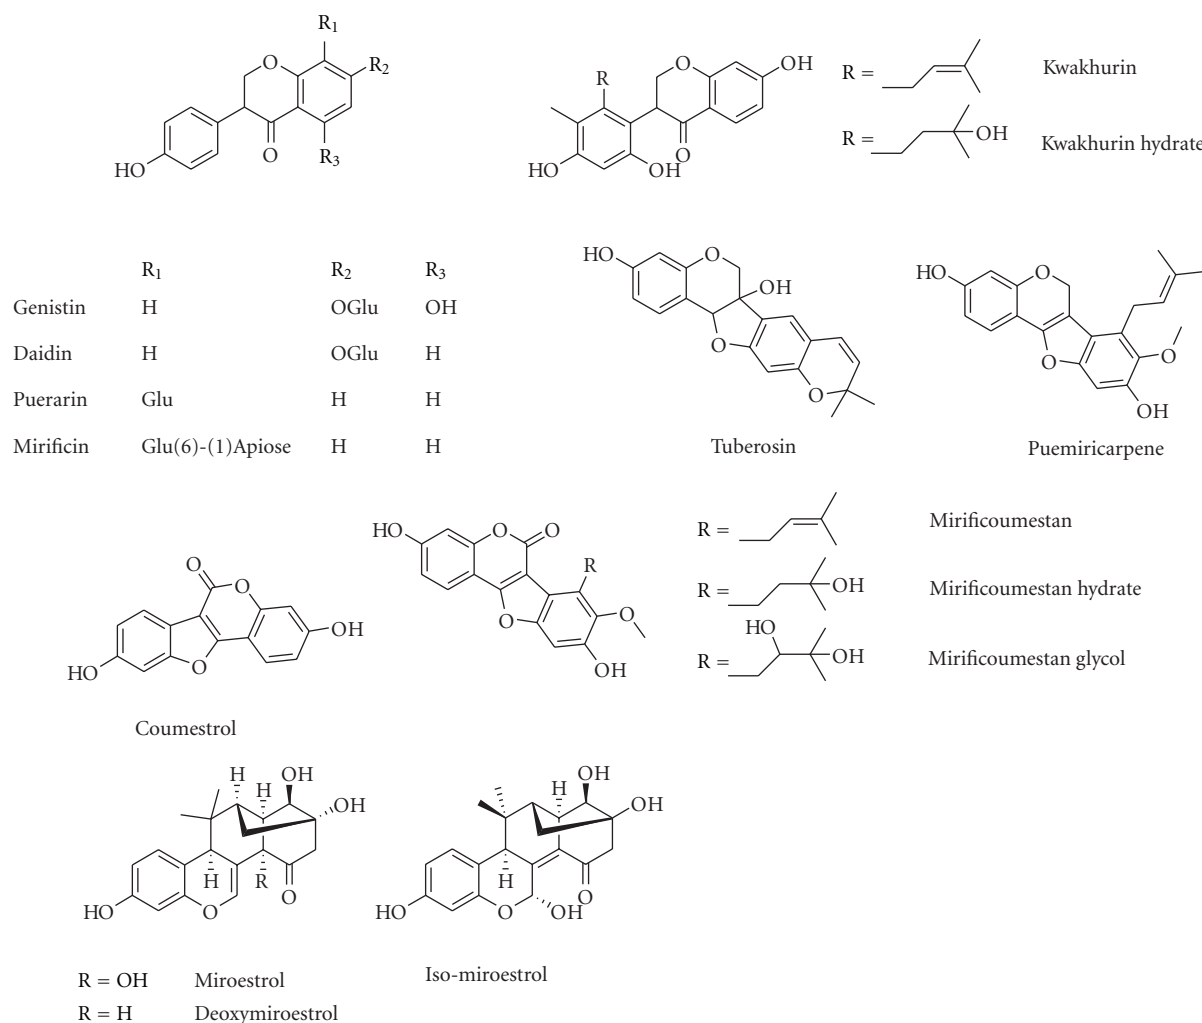 R1
O
R2
O
R3
HO
O
OH
R
O
HO
OH
R = Kwakhurin
R = OH Kwakhurin hydrate
R1 R2 R3
Genistin H OGlu OH
Daidin H OGlu H
Puerarin Glu H H
Mirificin Glu(6)-(1)Apiose H H
HO
O
OH
O
O
Tuberosin
HO
O
O
O
OH
Puemiricarpene
O
O
OH
HO
O
Coumestrol
HO
O
O
R
O
O
OH
R = Mirificoumestan
R = OH Mirificoumestan hydrate
HO
R = OH Mirificoumestan glycol
H
OH
H
OH
H
R
O
HO
O
R = OH Miroestrol
R = H Deoxymiroestrol
OH
H
OH
H
O
HO
O
OH
Iso-miroestrol